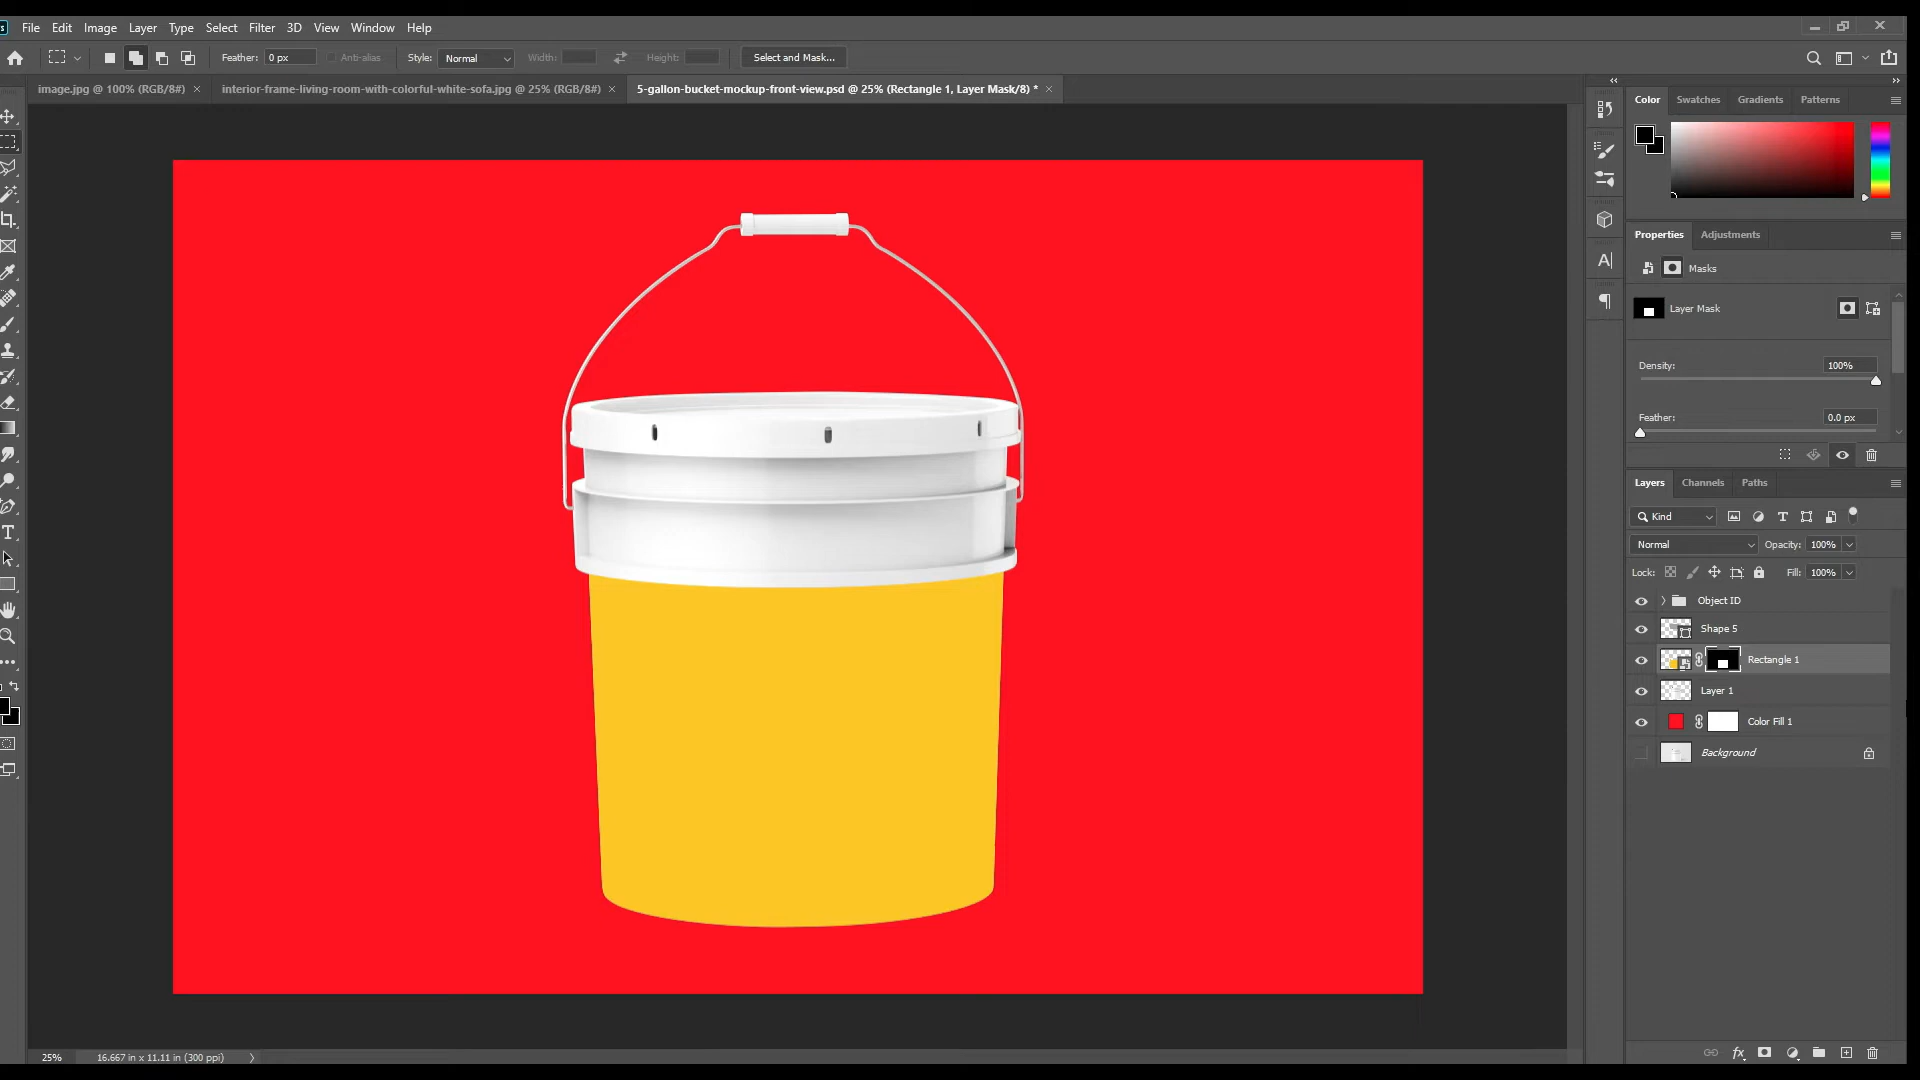 File Edit Image Layer Type Select Filter 3D View Window Help
Feather: 0 px Anti-alias Style: Normal Width: Height: Select and Mask...
image.jpg @ 100% (RGB/8#) × interior-frame-living-room-with-colorful-white-sofa.jpg @ 25% (RGB/8#) × 5-gallon-bucket-mockup-front-view.psd @ 25% (Rectangle 1, Layer Mask/8) * ×
Color Swatches Gradients Patterns
Properties Adjustments
Masks
Layer Mask
Density: 100%
Feather: 0.0 px
Layers Channels Paths
Kind
Normal Opacity: 100%
Lock: Fill: 100%
Object ID
Shape 5
Rectangle 1
Layer 1
Color Fill 1
Background
25% 16.667 in x 11.11 in (300 ppi)